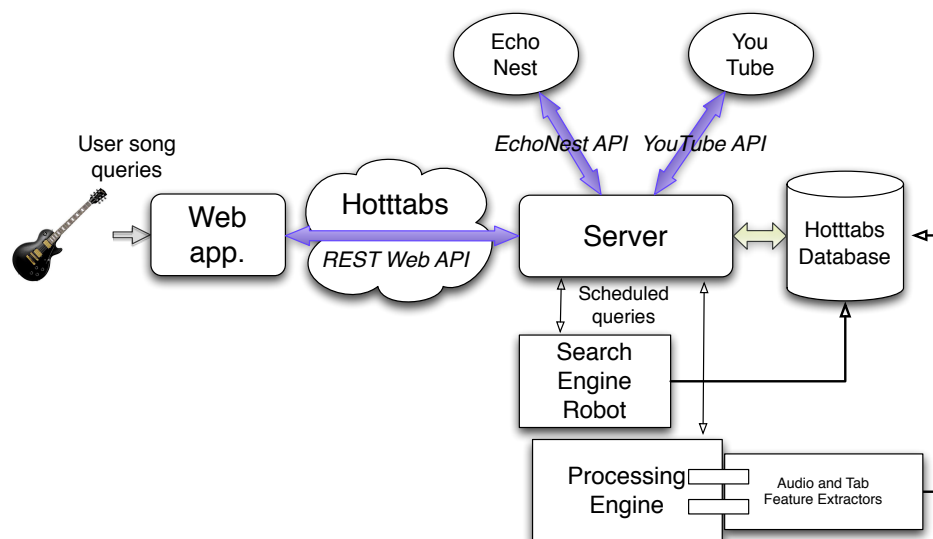 Echo
Nest
You
Tube
EchoNest API
YouTube API
User song
queries
Web
app.
Hotttabs
REST Web API
Server
Hotttabs
Database
Scheduled
queries
Search
Engine
Robot
Processing
Engine
Audio and Tab
Feature Extractors